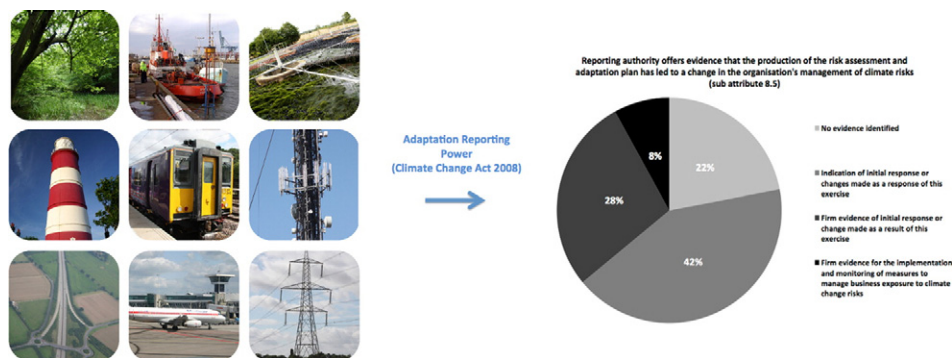 Reporting authority offers evidence that the production of the risk assessment and
adaptation plan has led to a change in the organisation's management of climate risks
(sub attribute 8.5)
Adaptation Reporting
Power
(Climate Change Act 2008)
8%
22%
28%
42%
No evidence identified
Indication of initial response or
changes made as a response of this
exercise
Firm evidence of initial response or
change made as a result of this
exercise
Firm evidence for the implementation
and monitoring of measures to
manage business exposure to climate
change risks